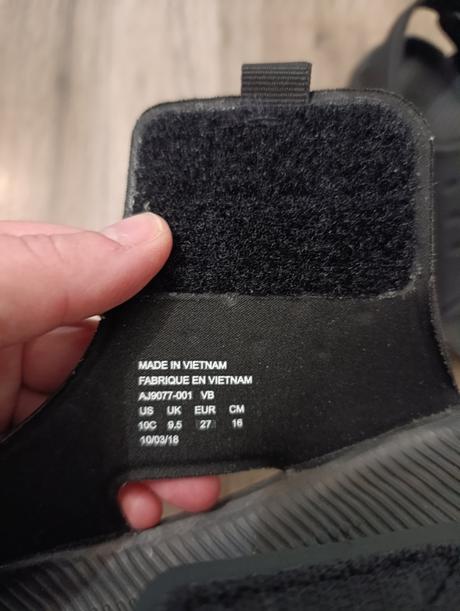 MADE IN VIETNAM
FABRIQUE EN VIETNAM
AJ9077-001 VB
US UK EUR CM
10C 9.5 27 16
10/03/18